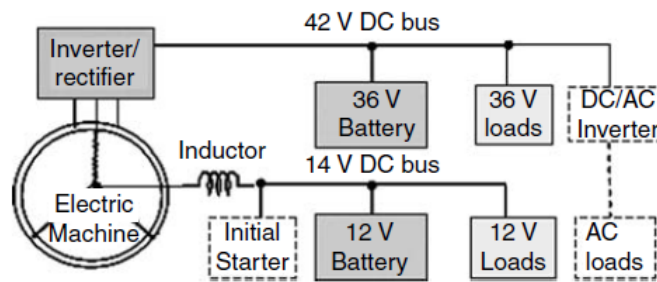 42 V DC bus
Inverter/
rectifier
36 V
Battery
36 V
loads
DC/AC
Inverter
Inductor
14 V DC bus
Electric
Machine
Initial
Starter
12 V
Battery
12 V
Loads
AC
loads